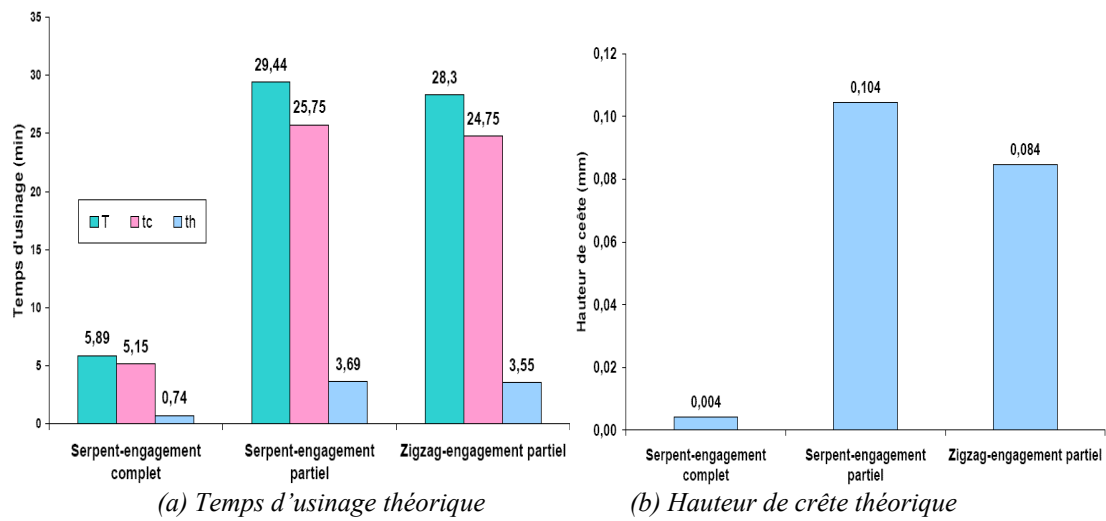 Temps d'usinage (min)
35
30
25
20
15
10
5
0
T tc th
5,89
5,15
0,74
29,44
25,75
3,69
28,3
24,75
3,55
Serpent-engagement
complet
Serpent-engagement
partiel
Zigzag-engagement partiel
(a) Temps d'usinage théorique
Hauteur de ceête (mm)
0,12
0,10
0,08
0,06
0,04
0,02
0,00
0,004
0,104
0,084
Serpent-engagement
complet
Serpent-engagement
partiel
Zigzag-engagement partiel
(b) Hauteur de crête théorique